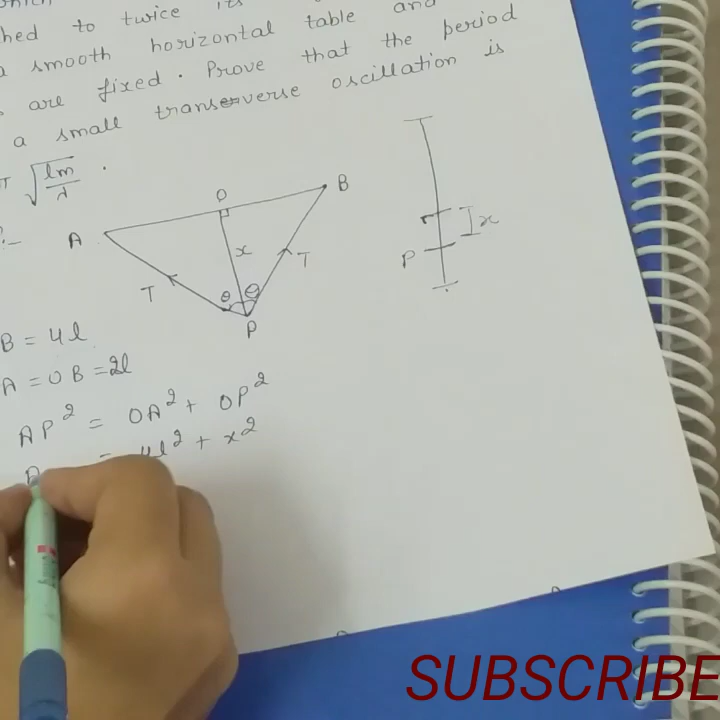 hed to twice
a smooth horizontal table and
are fixed. Prove that the period
a small transverse oscillation is
√lm/λ .
O
B
A
x
T
T
θ θ
P
x
P
B = 4l
A = OB = 2l
AP² = OA² + OP²
= 4l² + x²
SUBSCRIBE